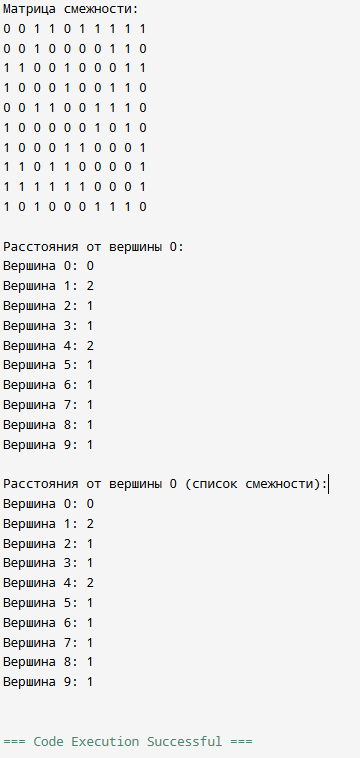 Матрица смежности:
0 0 1 1 0 1 1 1 1 1
0 0 1 0 0 0 0 1 1 0
1 1 0 0 1 0 0 0 1 1
1 0 0 0 1 0 0 1 1 0
0 0 1 1 0 0 1 1 1 0
1 0 0 0 0 0 1 0 1 0
1 0 0 0 1 1 0 0 0 1
1 1 0 1 1 0 0 0 0 1
1 1 1 1 1 1 0 0 0 1
1 0 1 0 0 0 1 1 1 0
Расстояния от вершины 0:
Вершина 0: 0
Вершина 1: 2
Вершина 2: 1
Вершина 3: 1
Вершина 4: 2
Вершина 5: 1
Вершина 6: 1
Вершина 7: 1
Вершина 8: 1
Вершина 9: 1
Расстояния от вершины 0 (список смежности):
Вершина 0: 0
Вершина 1: 2
Вершина 2: 1
Вершина 3: 1
Вершина 4: 2
Вершина 5: 1
Вершина 6: 1
Вершина 7: 1
Вершина 8: 1
Вершина 9: 1
=== Code Execution Successful ===